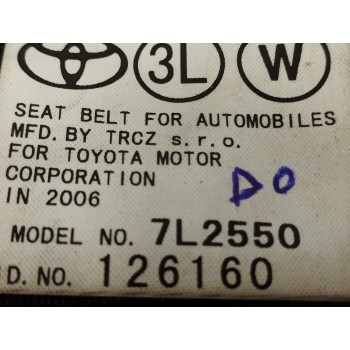 3L W
SEAT BELT FOR AUTOMOBILES
MFD. BY TRCZ s.r.o.
FOR TOYOTA MOTOR
CORPORATION
IN 2006
DO
MODEL NO. 7L2550
D. NO. 126160